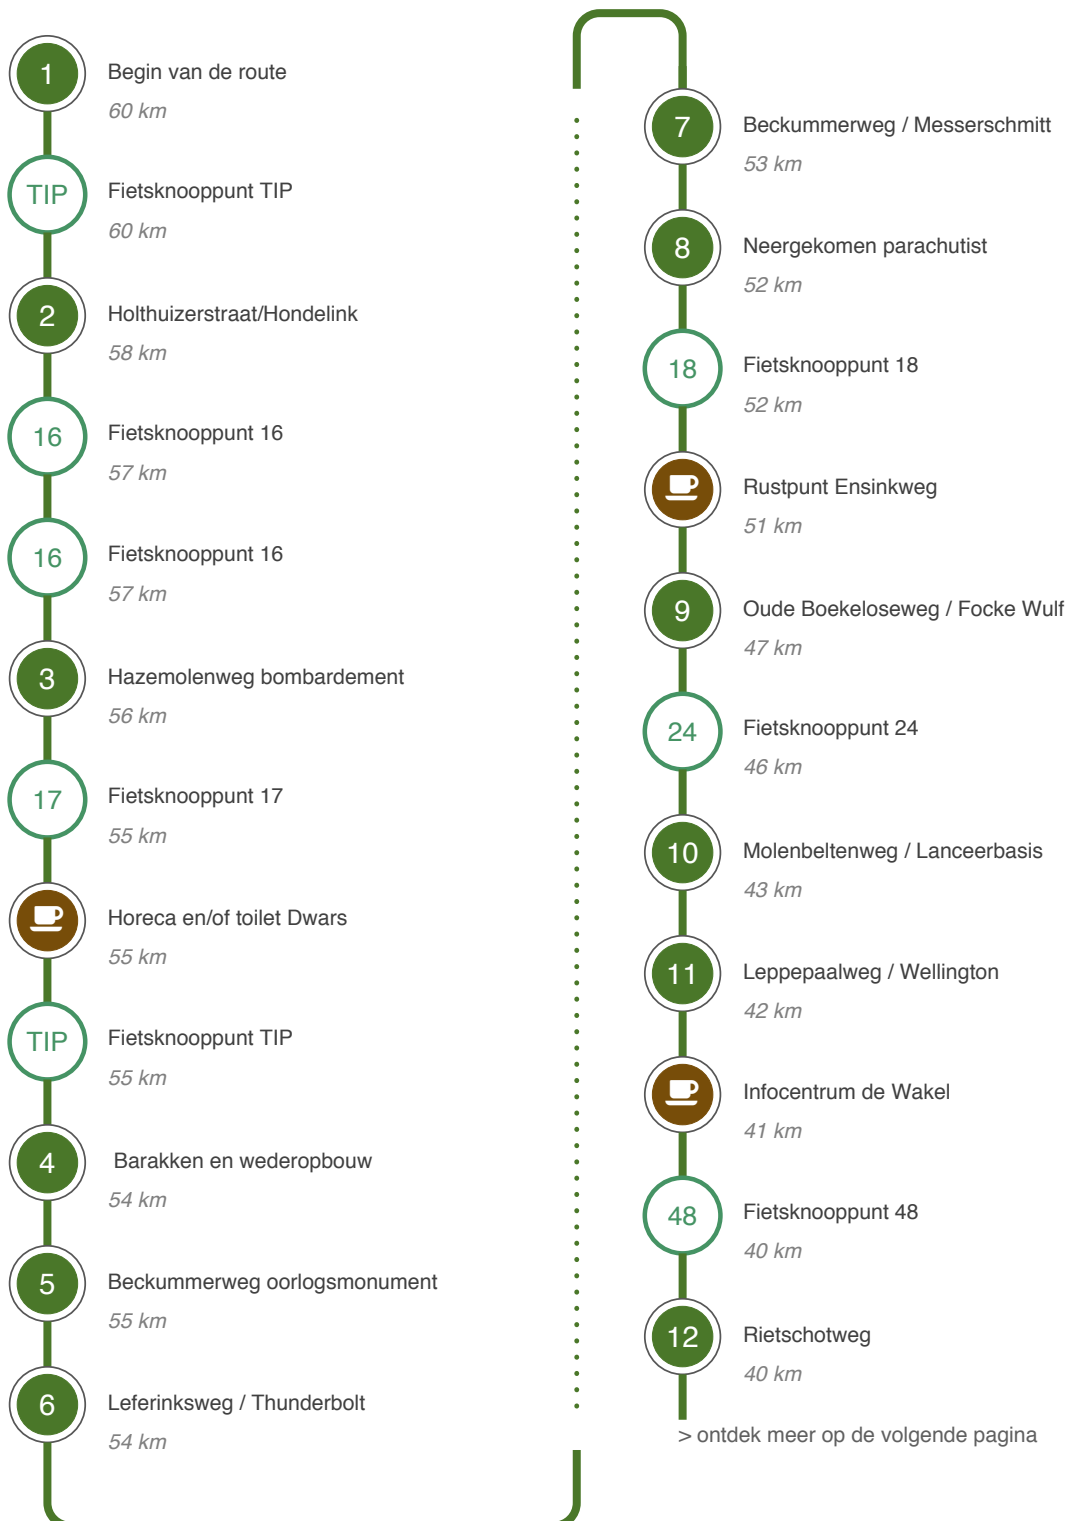 1
Begin van de route
60 km
TIP
Fietsknooppunt TIP
60 km
2
Holthuizerstraat/Hondelink
58 km
16
Fietsknooppunt 16
57 km
16
Fietsknooppunt 16
57 km
3
Hazemolenweg bombardement
56 km
17
Fietsknooppunt 17
55 km
Horeca en/of toilet Dwars
55 km
TIP
Fietsknooppunt TIP
55 km
4
Barakken en wederopbouw
54 km
5
Beckummerweg oorlogsmonument
55 km
6
Leferinksweg / Thunderbolt
54 km
7
Beckummerweg / Messerschmitt
53 km
8
Neergekomen parachutist
52 km
18
Fietsknooppunt 18
52 km
Rustpunt Ensinkweg
51 km
9
Oude Boekeloseweg / Focke Wulf
47 km
24
Fietsknooppunt 24
46 km
10
Molenbeltenweg / Lanceerbasis
43 km
11
Leppepaalweg / Wellington
42 km
Infocentrum de Wakel
41 km
48
Fietsknooppunt 48
40 km
12
Rietschotweg
40 km
> ontdek meer op de volgende pagina